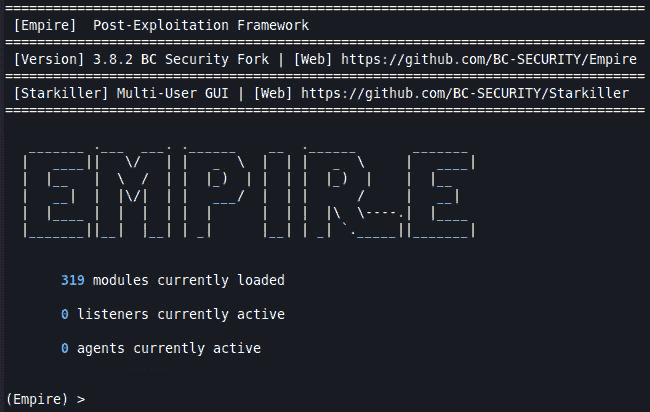 ================================================================================
[Empire]  Post-Exploitation Framework
================================================================================
[Version] 3.8.2 BC Security Fork | [Web] https://github.com/BC-SECURITY/Empire
================================================================================
[Starkiller] Multi-User GUI | [Web] https://github.com/BC-SECURITY/Starkiller
================================================================================
EMPIRE
319 modules currently loaded
0 listeners currently active
0 agents currently active
(Empire) >